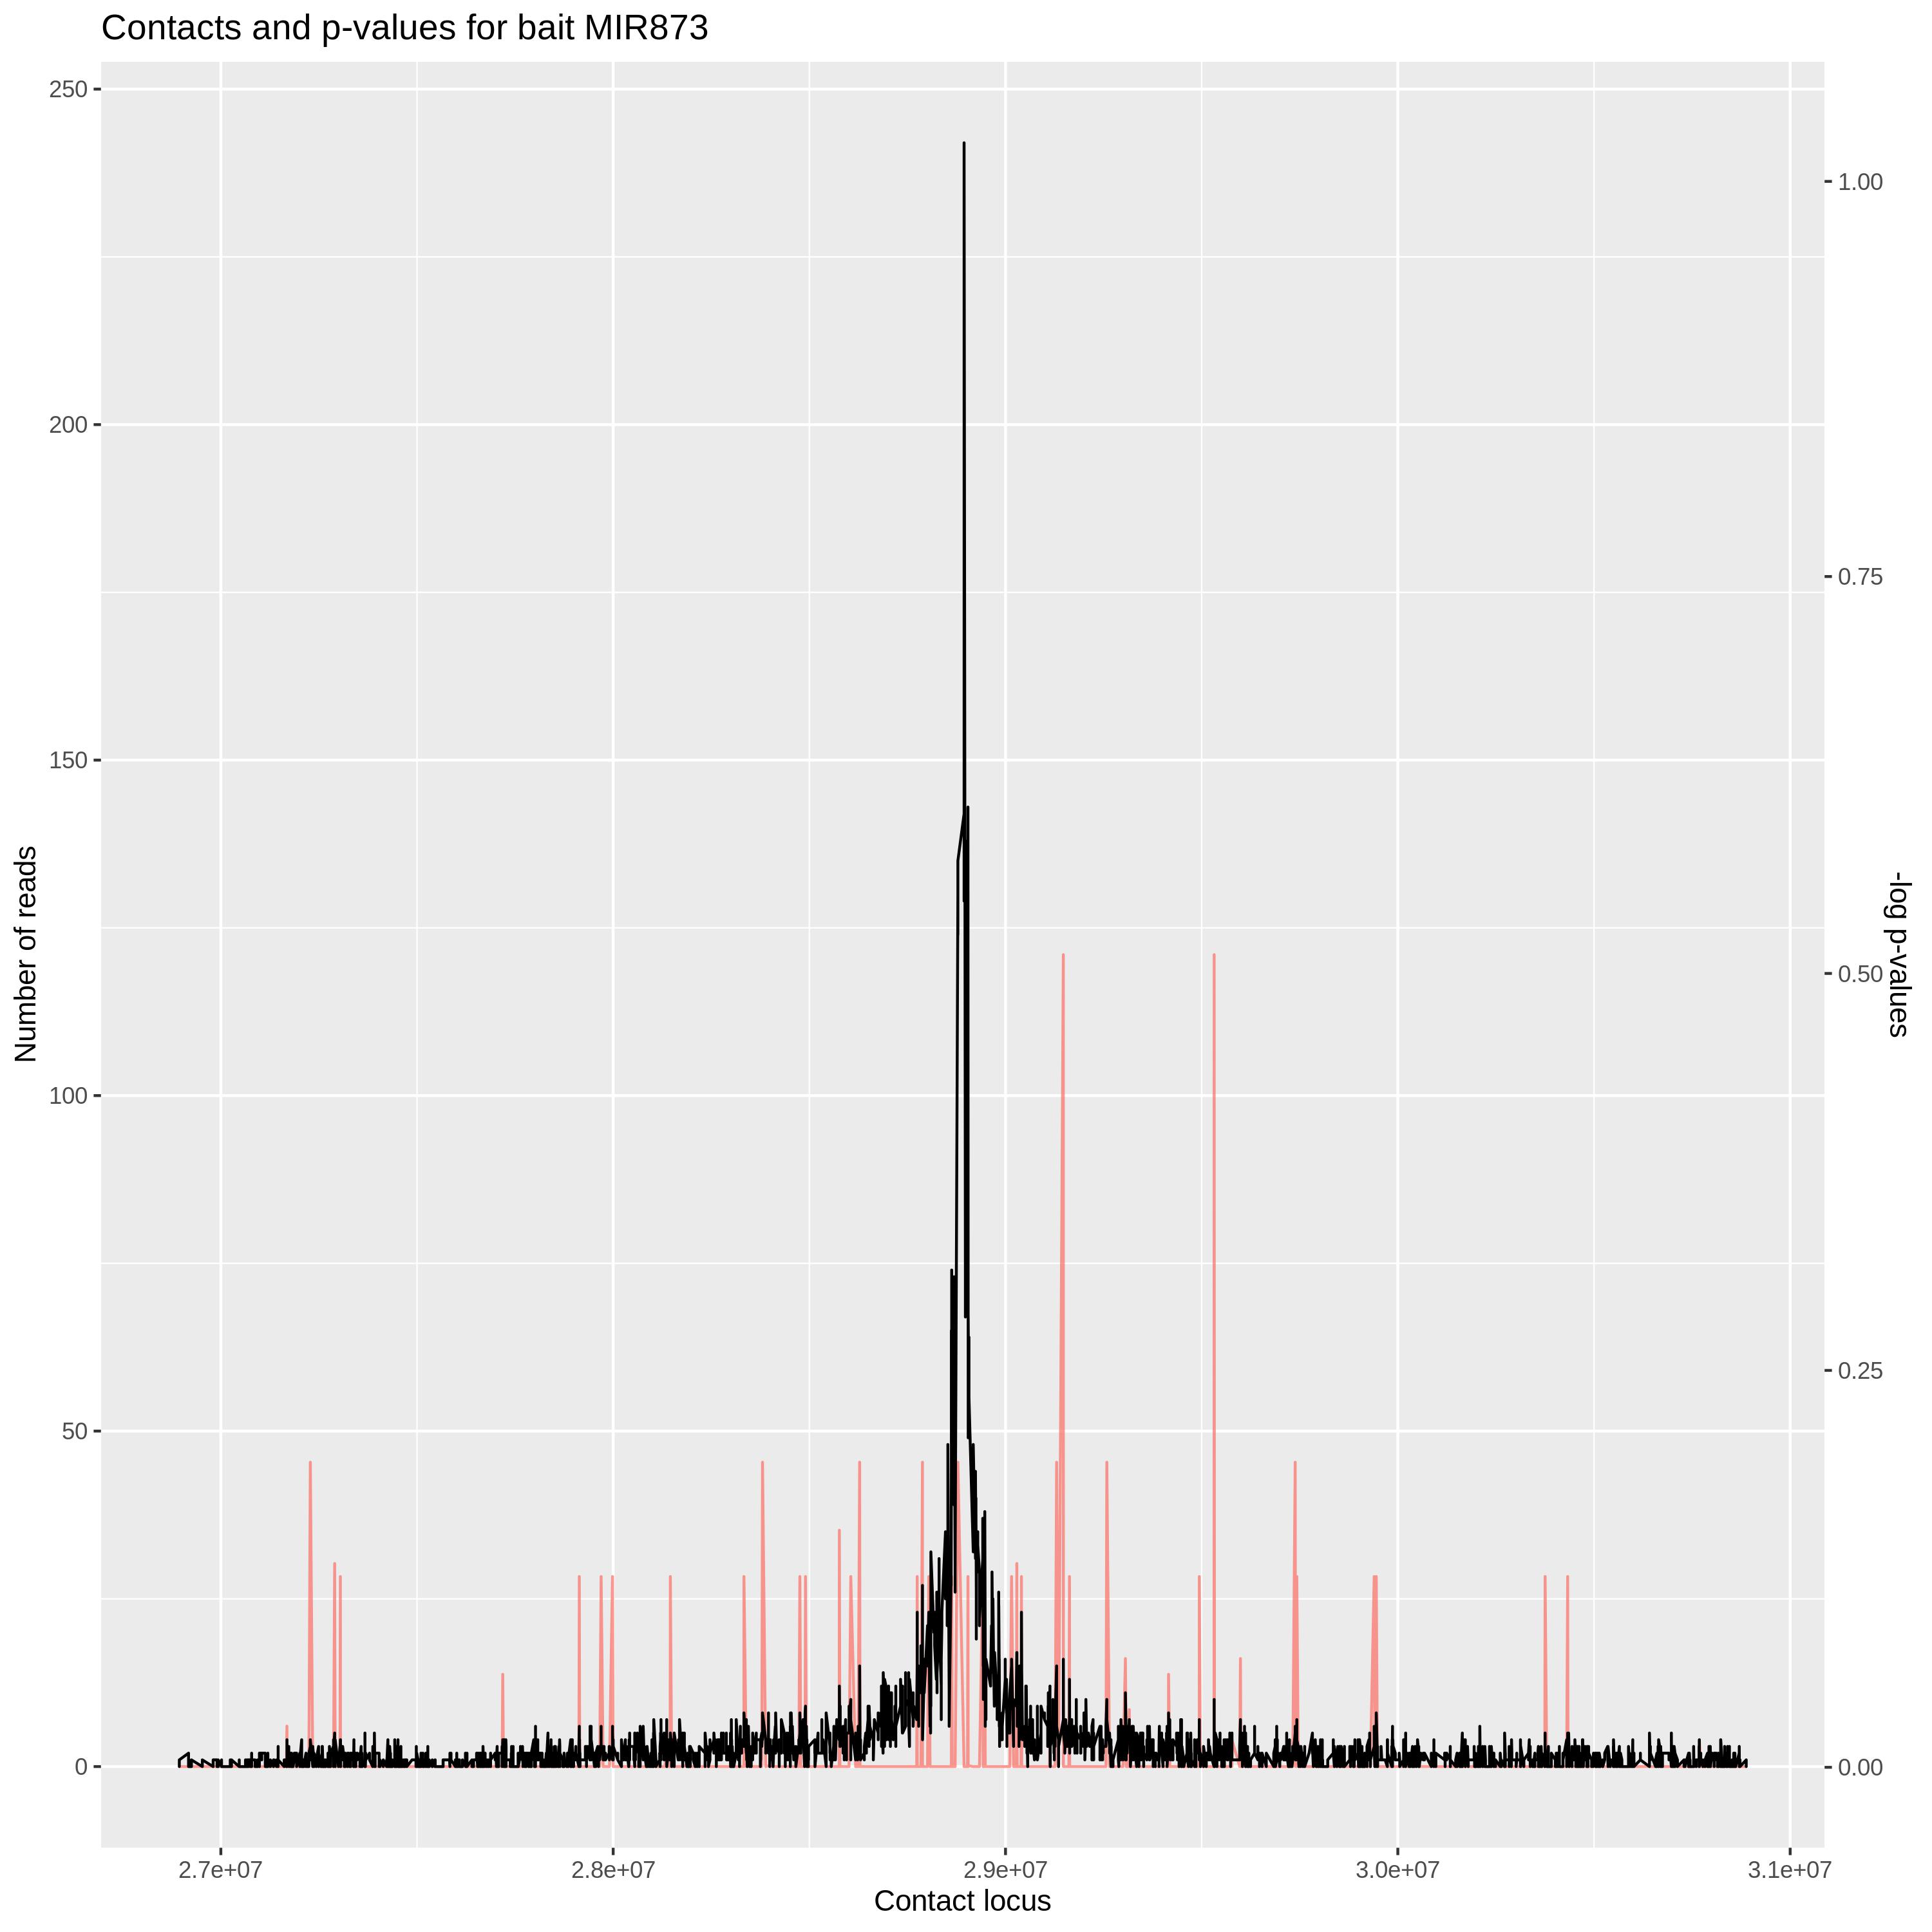 Contacts and p-values for bait MIR873
250
200
150
100
50
0
Number of reads
1.00
0.75
0.50
0.25
0.00
-log p-values
2.7e+07
2.8e+07
2.9e+07
3.0e+07
3.1e+07
Contact locus